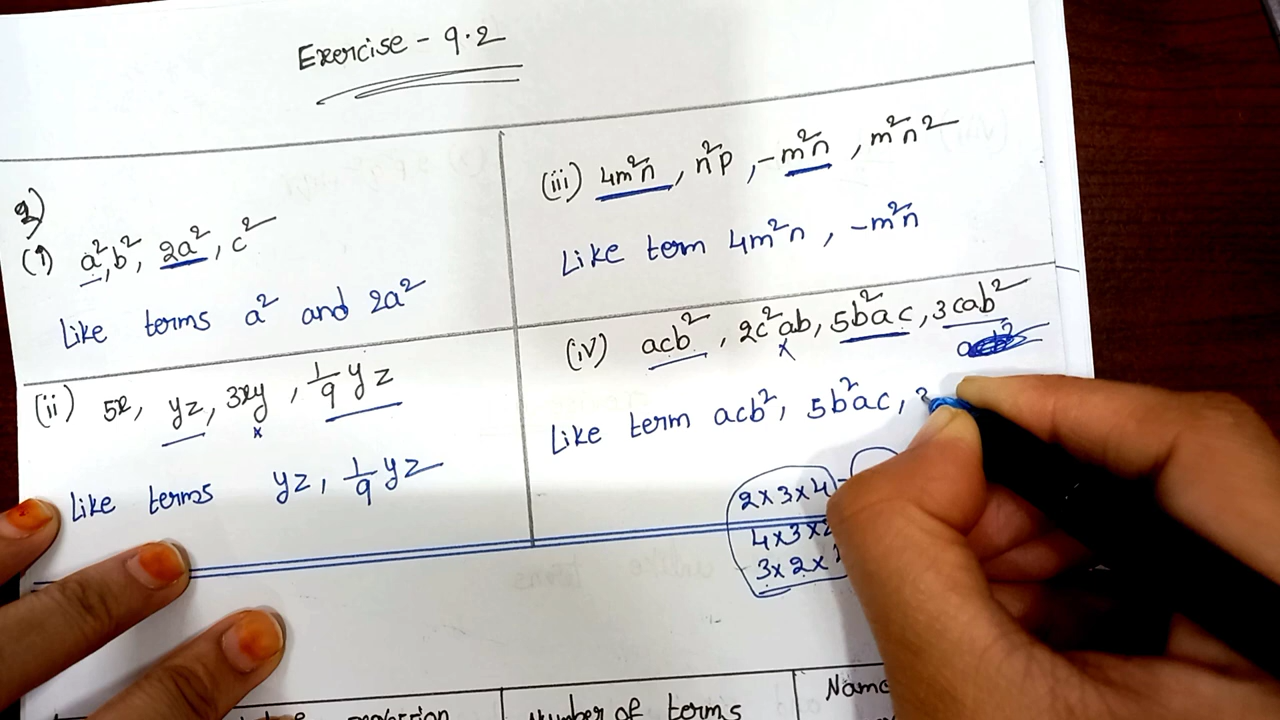 Exercise - 9.2
2)
(i) a², b², 2a², c²
Like terms a² and 2a²
(ii) 5x, yz, 3xy, 1/9 yz
x
Like terms yz, 1/9 yz
(iii) 4m²n, n²p, -m²n, m²n²
Like term 4m²n, -m²n
(iv) acb², 2c²ab, 5b²ac, 3cab²
x
Like term acb², 5b²ac,
2x3x4
4x3x2
3x2x
Number of terms
Name